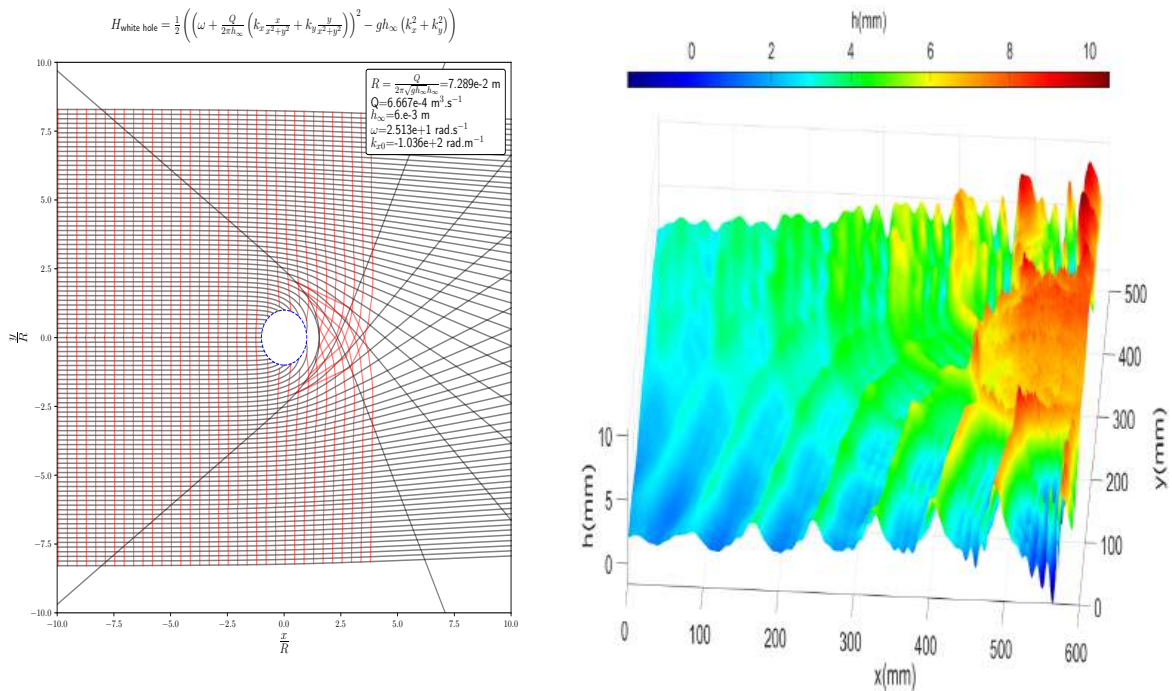 H_white hole = 1/2 ( ( ω + Q/(2πh_∞) ( k_x x/(x²+y²) + k_y y/(x²+y²) ) )² − gh_∞ ( k_x² + k_y² ) )
R = Q/(2π√(gh_∞)h_∞) =7.289e-2 m
Q=6.667e-4 m³.s⁻¹
h_∞=6.e-3 m
ω=2.513e+1 rad.s⁻¹
k_x0=-1.036e+2 rad.m⁻¹
10.0
7.5
5.0
2.5
0.0
−2.5
−5.0
−7.5
−10.0
y/R
−10.0 −7.5 −5.0 −2.5 0.0 2.5 5.0 7.5 10.0
x/R
h(mm)
0 2 4 6 8 10
10
5
0
h(mm)
500
400
300
200
100
0
y(mm)
0 100 200 300 400 500 600
x(mm)